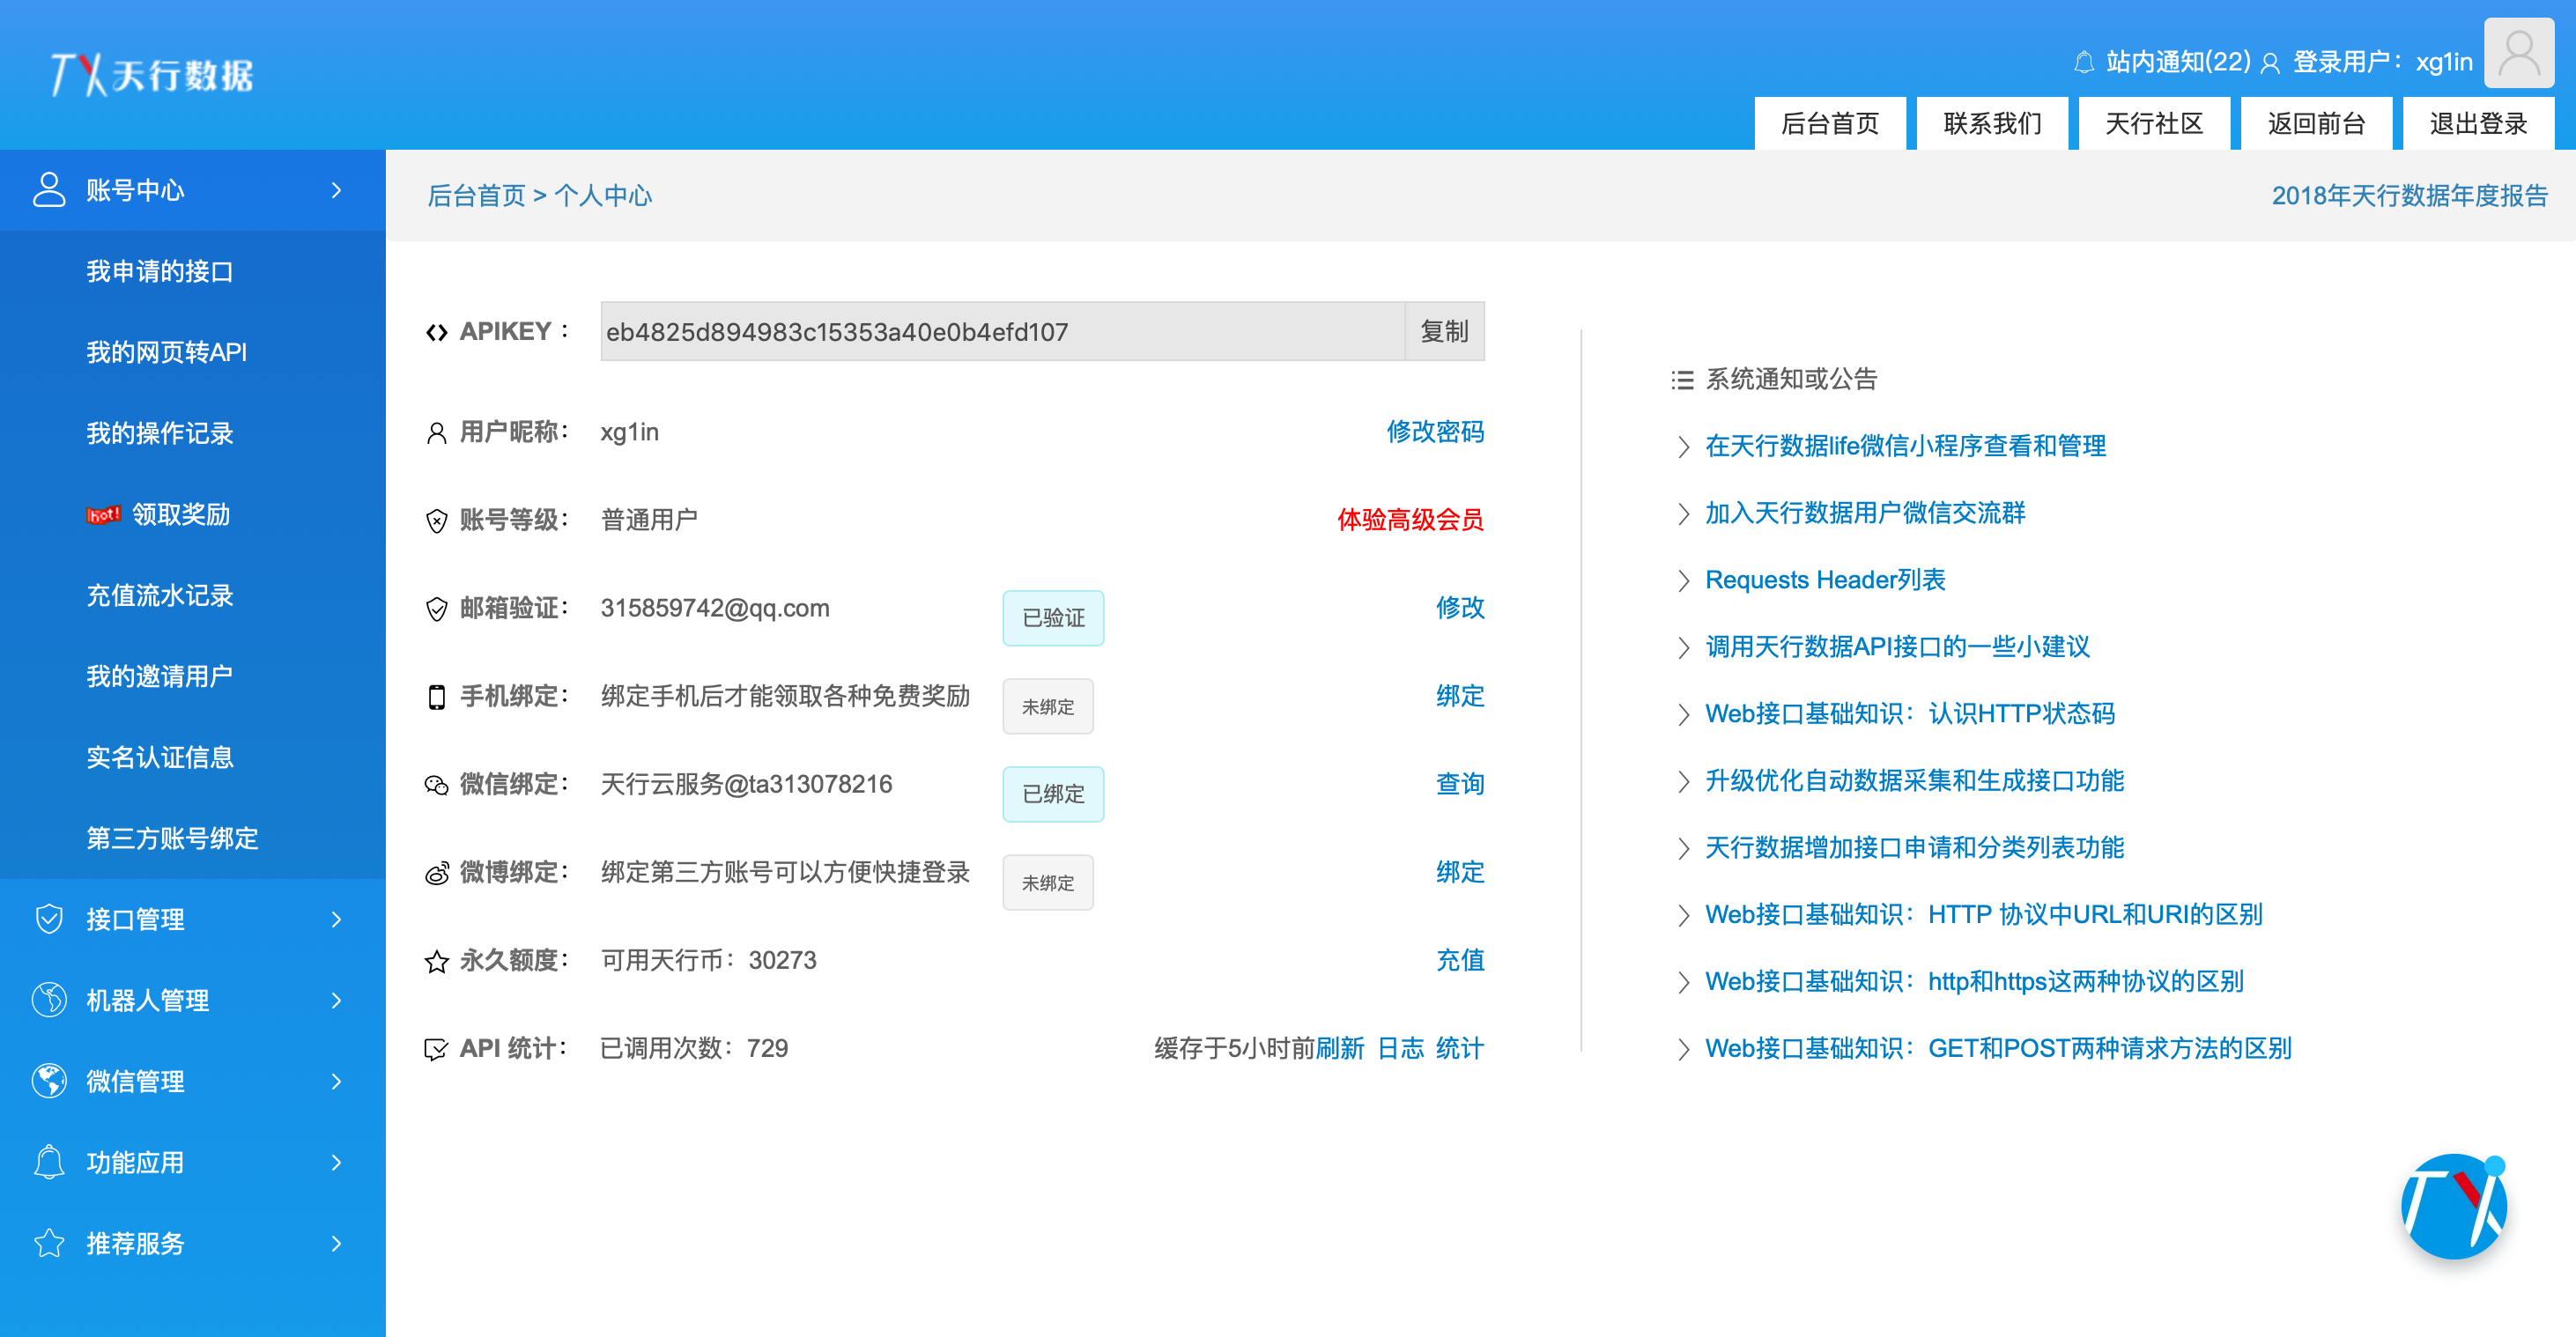 TX天行数据
站内通知(22) 登录用户：xg1in
后台首页 联系我们 天行社区 返回前台 退出登录
账号中心
我申请的接口
我的网页转API
我的操作记录
hot! 领取奖励
充值流水记录
我的邀请用户
实名认证信息
第三方账号绑定
接口管理
机器人管理
微信管理
功能应用
推荐服务
后台首页 > 个人中心
2018年天行数据年度报告
APIKEY： eb4825d894983c15353a40e0b4efd107 复制
用户昵称： xg1in 修改密码
账号等级： 普通用户 体验高级会员
邮箱验证： 315859742@qq.com 已验证 修改
手机绑定： 绑定手机后才能领取各种免费奖励 未绑定 绑定
微信绑定： 天行云服务@ta313078216 已绑定 查询
微博绑定： 绑定第三方账号可以方便快捷登录 未绑定 绑定
永久额度： 可用天行币：30273 充值
API 统计： 已调用次数：729 缓存于5小时前刷新 日志 统计
系统通知或公告
在天行数据life微信小程序查看和管理
加入天行数据用户微信交流群
Requests Header列表
调用天行数据API接口的一些小建议
Web接口基础知识：认识HTTP状态码
升级优化自动数据采集和生成接口功能
天行数据增加接口申请和分类列表功能
Web接口基础知识：HTTP 协议中URL和URI的区别
Web接口基础知识：http和https这两种协议的区别
Web接口基础知识：GET和POST两种请求方法的区别
TX